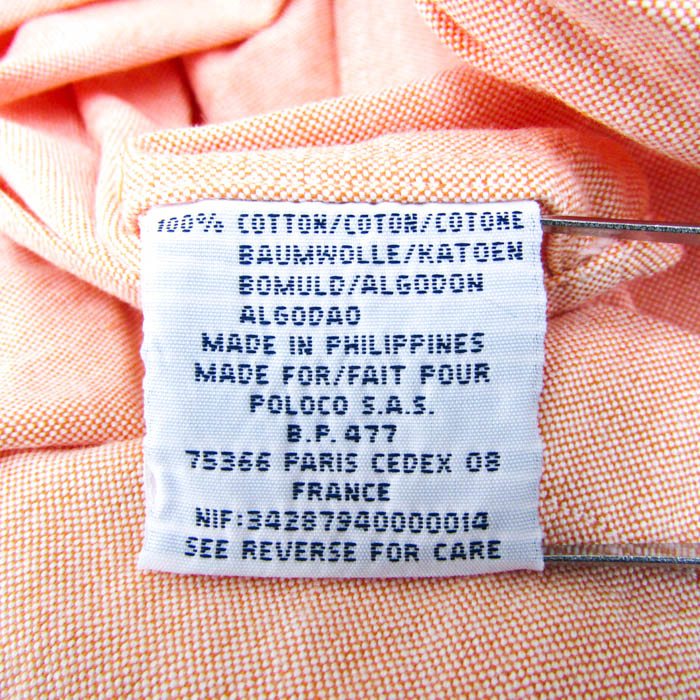 100% COTTON/COTON/COTONE
BAUMWOLLE/KATOEN
BOMULD/ALGODON
ALGODAO
MADE IN PHILIPPINES
MADE FOR/FAIT POUR
POLOCO S.A.S.
B.P. 477
75366 PARIS CEDEX 08
FRANCE
NIF:34287940000014
SEE REVERSE FOR CARE